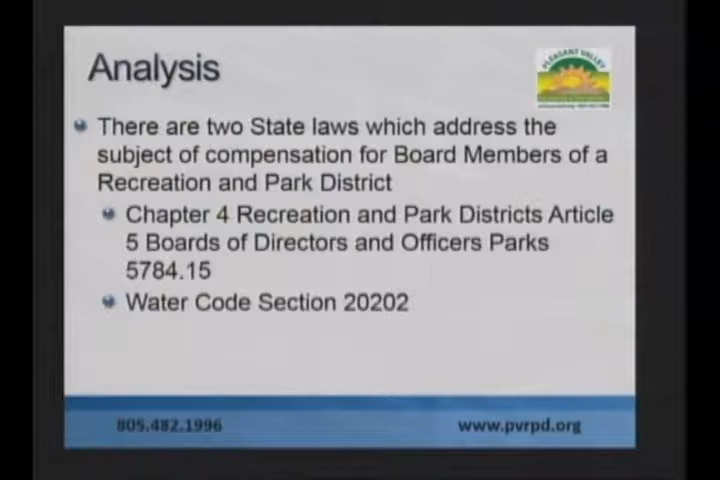 Analysis
PLEASANT VALLEY
There are two State laws which address the
subject of compensation for Board Members of a
Recreation and Park District
Chapter 4 Recreation and Park Districts Article
5 Boards of Directors and Officers Parks
5784.15
Water Code Section 20202
805.482.1996
www.pvrpd.org